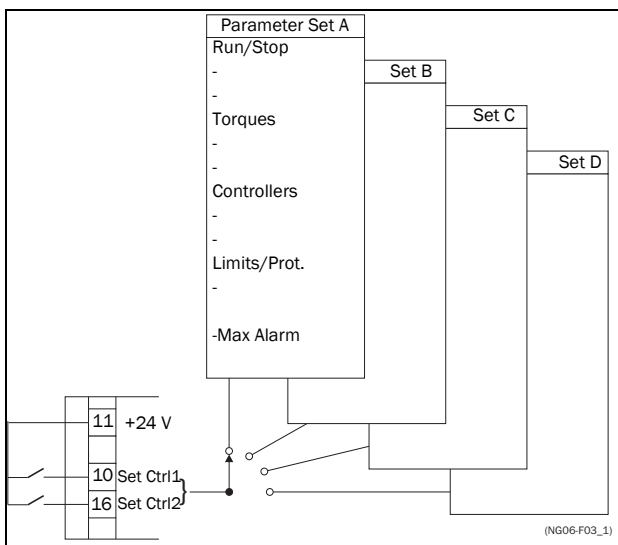 Parameter Set A
Run/Stop
-
-
Torques
-
-
Controllers
-
-
Limits/Prot.
-
-Max Alarm
Set B
Set C
Set D
11 +24 V
10 Set Ctrl1
16 Set Ctrl2
}
(NG06-F03_1)